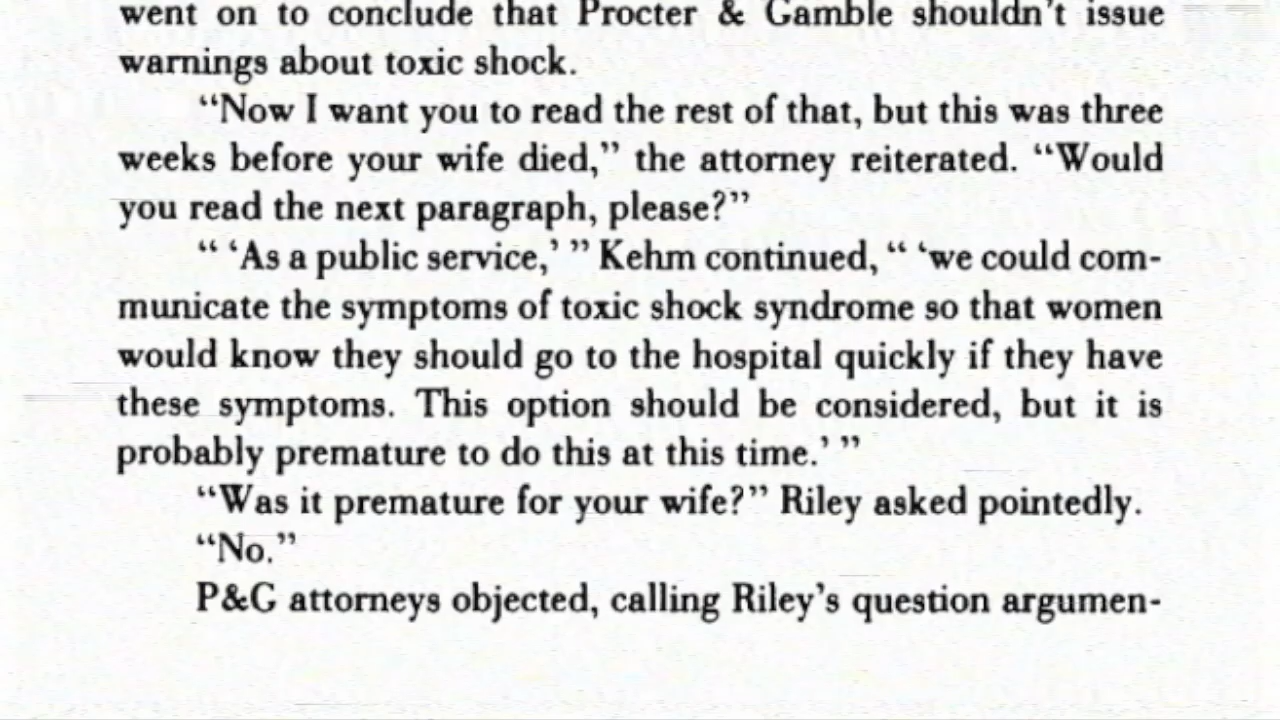 went on to conclude that Procter & Gamble shouldn't issue
warnings about toxic shock.
“Now I want you to read the rest of that, but this was three
weeks before your wife died,” the attorney reiterated. “Would
you read the next paragraph, please?”
“ ‘As a public service,’ ” Kehm continued, “ ‘we could com-
municate the symptoms of toxic shock syndrome so that women
would know they should go to the hospital quickly if they have
these symptoms. This option should be considered, but it is
probably premature to do this at this time.’ ”
“Was it premature for your wife?” Riley asked pointedly.
“No.”
P&G attorneys objected, calling Riley’s question argumen-